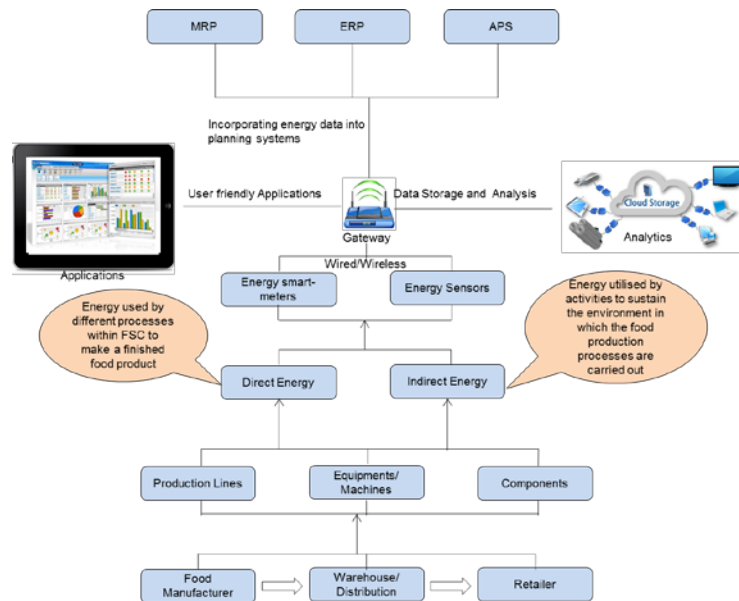 MRP
ERP
APS
Incorporating energy data into
planning systems
User friendly Applications
Data Storage and Analysis
Cloud Storage
Gateway
Analytics
Applications
Wired/Wireless
Energy smart-
meters
Energy Sensors
Energy used by
different processes
within FSC to
make a finished
food product
Energy utilised by
activities to sustain
the environment in
which the food
production
processes are
carried out
Direct Energy
Indirect Energy
Production Lines
Equipments/
Machines
Components
Food
Manufacturer
Warehouse/
Distribution
Retailer